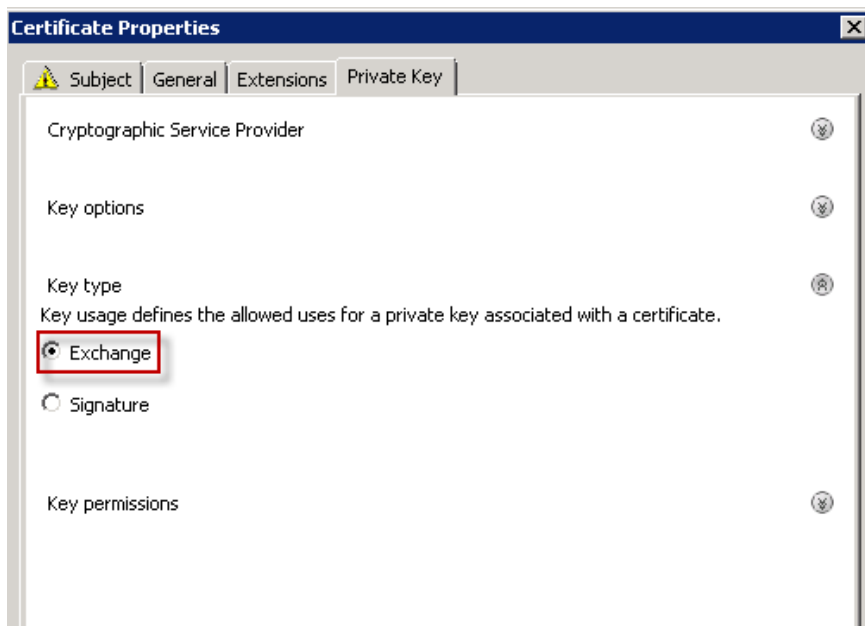 Certificate Properties
Subject General Extensions Private Key
Cryptographic Service Provider
Key options
Key type
Key usage defines the allowed uses for a private key associated with a certificate.
Exchange
Signature
Key permissions